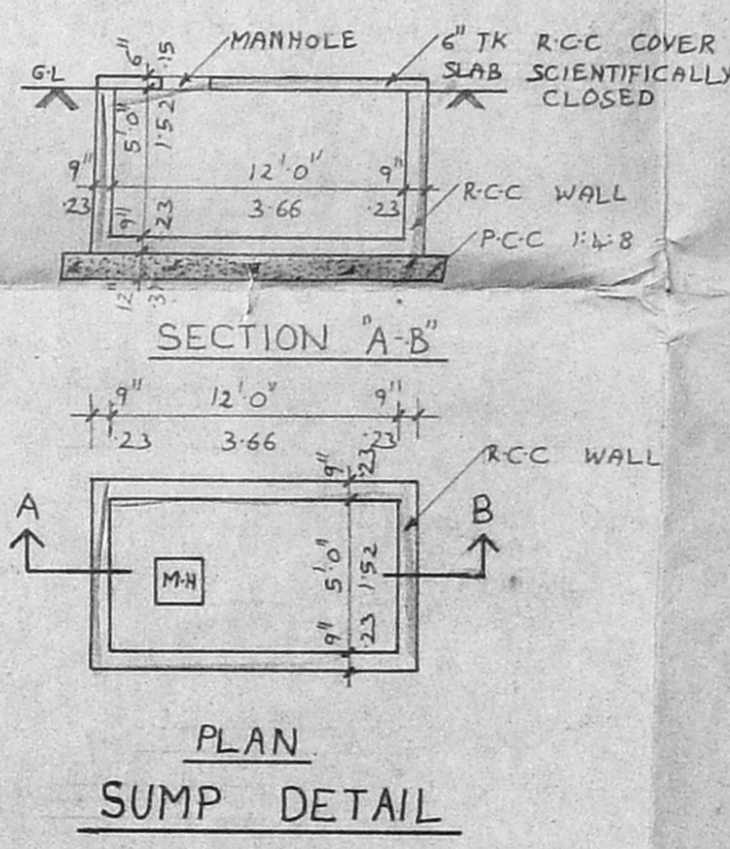 MANHOLE
6" TK R.C.C COVER
SLAB SCIENTIFICALLY
CLOSED
G.L
6"
.15
5'.0"
1.52
9" 12'.0" 9"
.23 3.66 .23
R.C.C WALL
9"
.23
P.C.C 1:4:8
12"
SECTION "A-B"
9" 12'.0" 9"
.23 3.66 .23
9"
.23
R.C.C WALL
A
B
M.H
5'.0"
1.52
9"
.23
PLAN
SUMP DETAIL